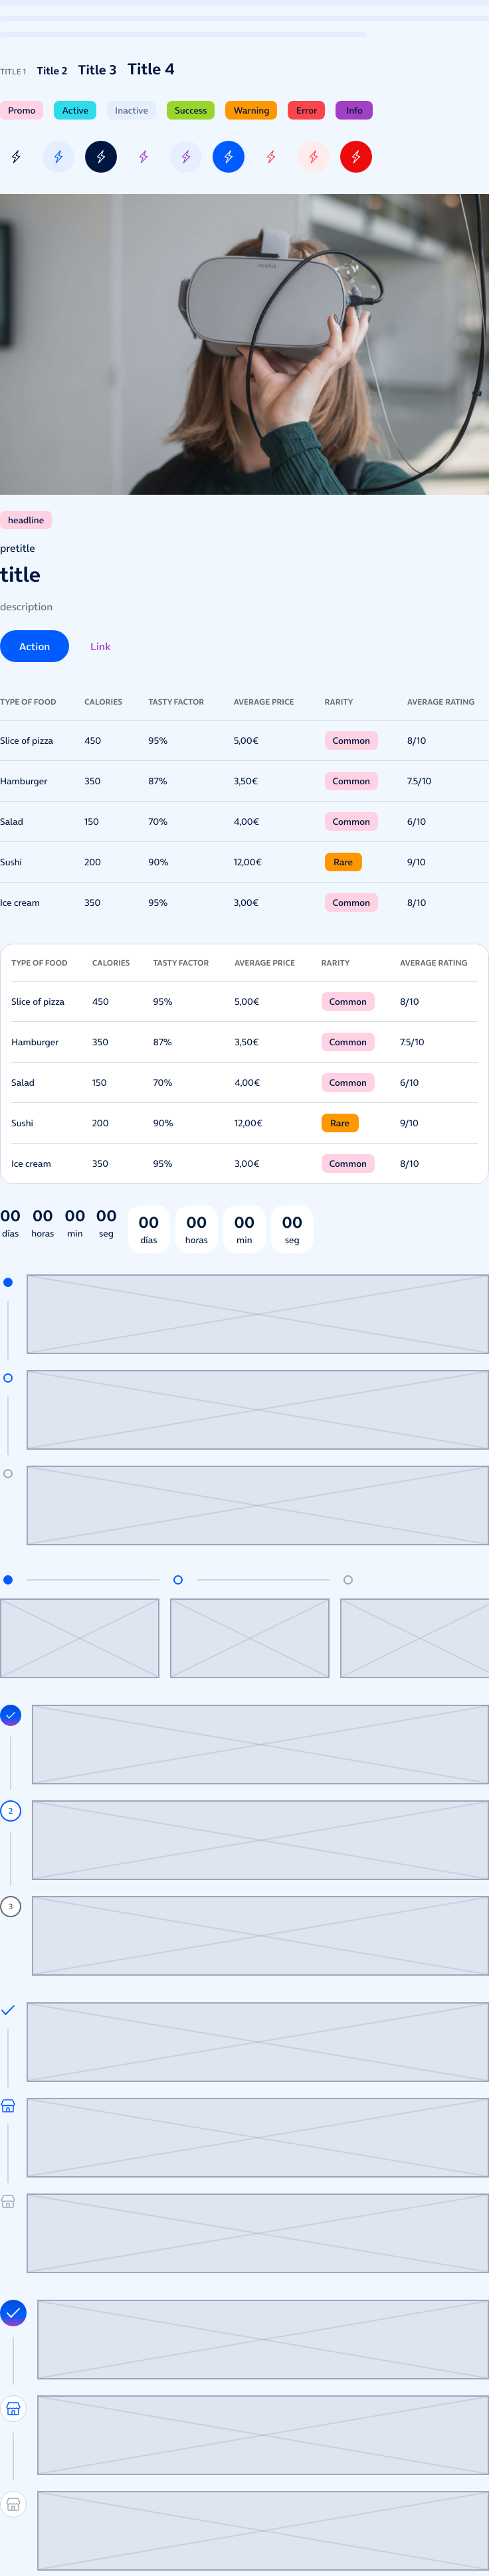 TITLE 1 Title 2 Title 3 Title 4
Promo Active Inactive Success Warning Error Info
oculus
headline
pretitle
title
description
Action Link
TYPE OF FOOD CALORIES TASTY FACTOR AVERAGE PRICE RARITY AVERAGE RATING
Slice of pizza 450 95% 5,00€ Common 8/10
Hamburger 350 87% 3,50€ Common 7.5/10
Salad 150 70% 4,00€ Common 6/10
Sushi 200 90% 12,00€ Rare 9/10
Ice cream 350 95% 3,00€ Common 8/10
TYPE OF FOOD CALORIES TASTY FACTOR AVERAGE PRICE RARITY AVERAGE RATING
Slice of pizza 450 95% 5,00€ Common 8/10
Hamburger 350 87% 3,50€ Common 7.5/10
Salad 150 70% 4,00€ Common 6/10
Sushi 200 90% 12,00€ Rare 9/10
Ice cream 350 95% 3,00€ Common 8/10
00 00 00 00 00 00 00 00
días horas min seg días horas min seg
2
3